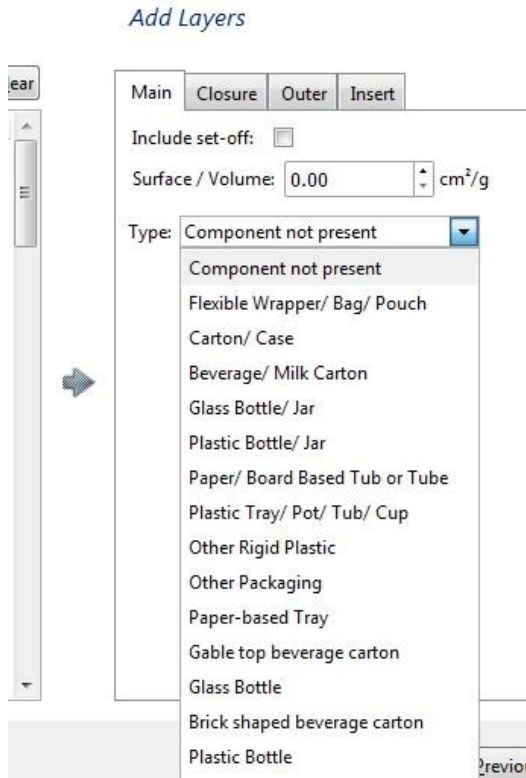 Add Layers
ear
Main Closure Outer Insert
Include set-off:
Surface / Volume: 0.00 cm²/g
Type: Component not present
Component not present
Flexible Wrapper/ Bag/ Pouch
Carton/ Case
Beverage/ Milk Carton
Glass Bottle/ Jar
Plastic Bottle/ Jar
Paper/ Board Based Tub or Tube
Plastic Tray/ Pot/ Tub/ Cup
Other Rigid Plastic
Other Packaging
Paper-based Tray
Gable top beverage carton
Glass Bottle
Brick shaped beverage carton
Plastic Bottle
Previou